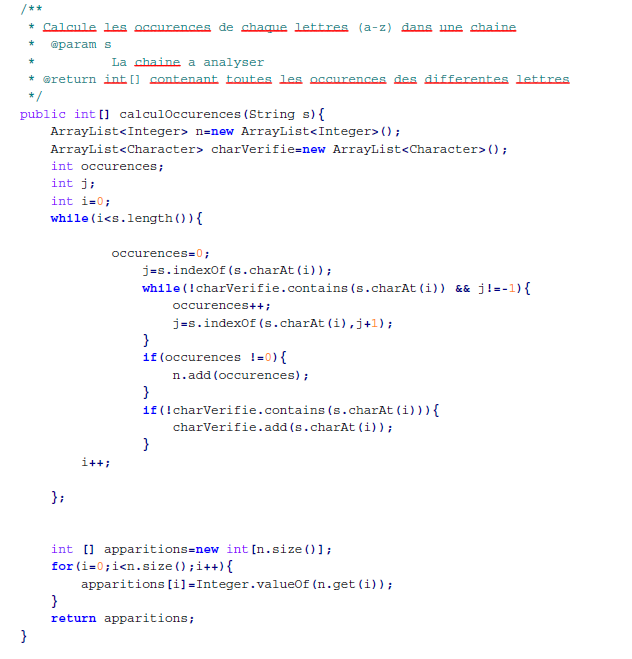 /**
 * Calcule les occurences de chaque lettres (a-z) dans une chaine
 *  @param s
 *          La chaine a analyser
 * @return int[] contenant toutes les occurences des differentes lettres
 */
public int[] calculOccurences(String s){
    ArrayList<Integer> n=new ArrayList<Integer>();
    ArrayList<Character> charVerifie=new ArrayList<Character>();
    int occurences;
    int j;
    int i=0;
    while(i<s.length()){
            occurences=0;
                j=s.indexOf(s.charAt(i));
                while(!charVerifie.contains(s.charAt(i)) && j!=-1){
                    occurences++;
                    j=s.indexOf(s.charAt(i),j+1);
                }
                if(occurences !=0){
                    n.add(occurences);
                }
                if(!charVerifie.contains(s.charAt(i))){
                    charVerifie.add(s.charAt(i));
                }
        i++;
    };
    int [] apparitions=new int[n.size()];
    for(i=0;i<n.size();i++){
        apparitions[i]=Integer.valueOf(n.get(i));
    }
    return apparitions;
}